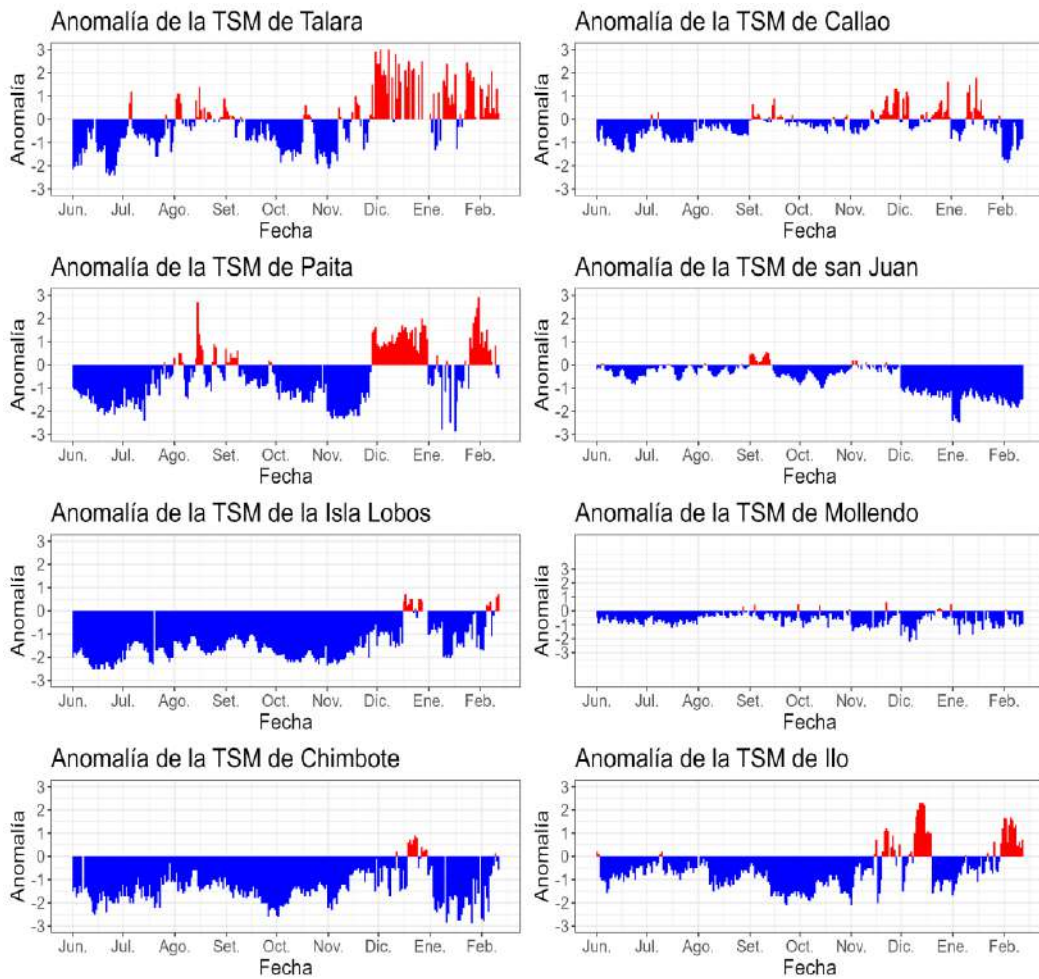 Anomalía de la TSM de Talara
Anomalía
3
2
1
0
-1
-2
-3
Jun. Jul. Ago. Set. Oct. Nov. Dic. Ene. Feb.
Fecha
Anomalía de la TSM de Callao
Anomalía
3
2
1
0
-1
-2
-3
Jun. Jul. Ago. Set. Oct. Nov. Dic. Ene. Feb.
Fecha
Anomalía de la TSM de Paita
Anomalía
3
2
1
0
-1
-2
-3
Jun. Jul. Ago. Set. Oct. Nov. Dic. Ene. Feb.
Fecha
Anomalía de la TSM de san Juan
Anomalía
3
2
1
0
-1
-2
-3
Jun. Jul. Ago. Set. Oct. Nov. Dic. Ene. Feb.
Fecha
Anomalía de la TSM de la Isla Lobos
Anomalía
3
2
1
0
-1
-2
-3
Jun. Jul. Ago. Set. Oct. Nov. Dic. Ene. Feb.
Fecha
Anomalía de la TSM de Mollendo
Anomalía
3
2
1
0
-1
-2
-3
Jun. Jul. Ago. Set. Oct. Nov. Dic. Ene. Feb.
Fecha
Anomalía de la TSM de Chimbote
Anomalía
3
2
1
0
-1
-2
-3
Jun. Jul. Ago. Set. Oct. Nov. Dic. Ene. Feb.
Fecha
Anomalía de la TSM de Ilo
Anomalía
3
2
1
0
-1
-2
-3
Jun. Jul. Ago. Set. Oct. Nov. Dic. Ene. Feb.
Fecha